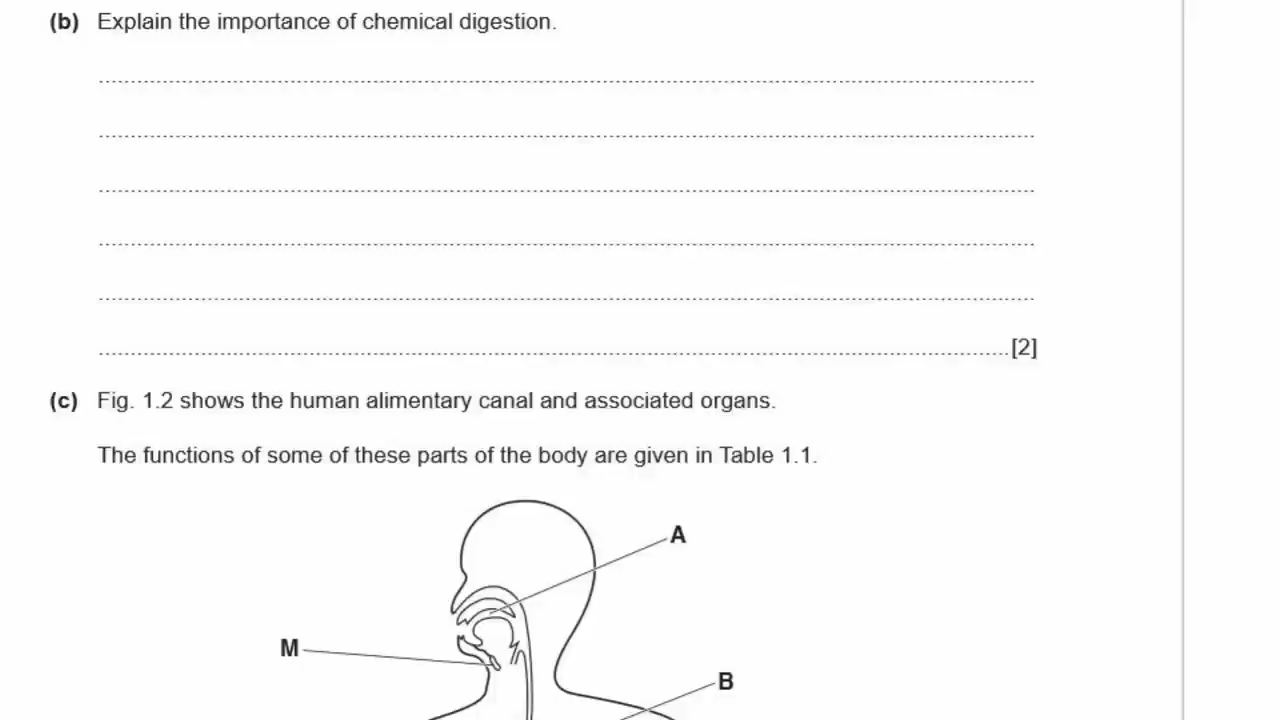 (b) Explain the importance of chemical digestion.
[2]
(c) Fig. 1.2 shows the human alimentary canal and associated organs.
The functions of some of these parts of the body are given in Table 1.1.
A
M
B